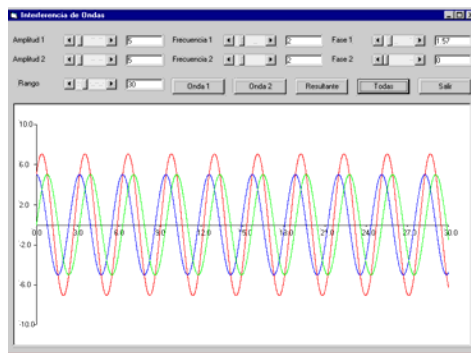 Interferencia de Ondas
Amplitud 1 5 Frecuencia 1 2 Fase 1 1.57
Amplitud 2 5 Frecuencia 2 2 Fase 2 0
Rango 30 Onda 1 Onda 2 Resultante Todas Salir
10.0
6.0
2.0
0.0 3.0 6.0 9.0 12.0 15.0 18.0 21.0 24.0 27.0 30.0
-2.0
-6.0
-10.0